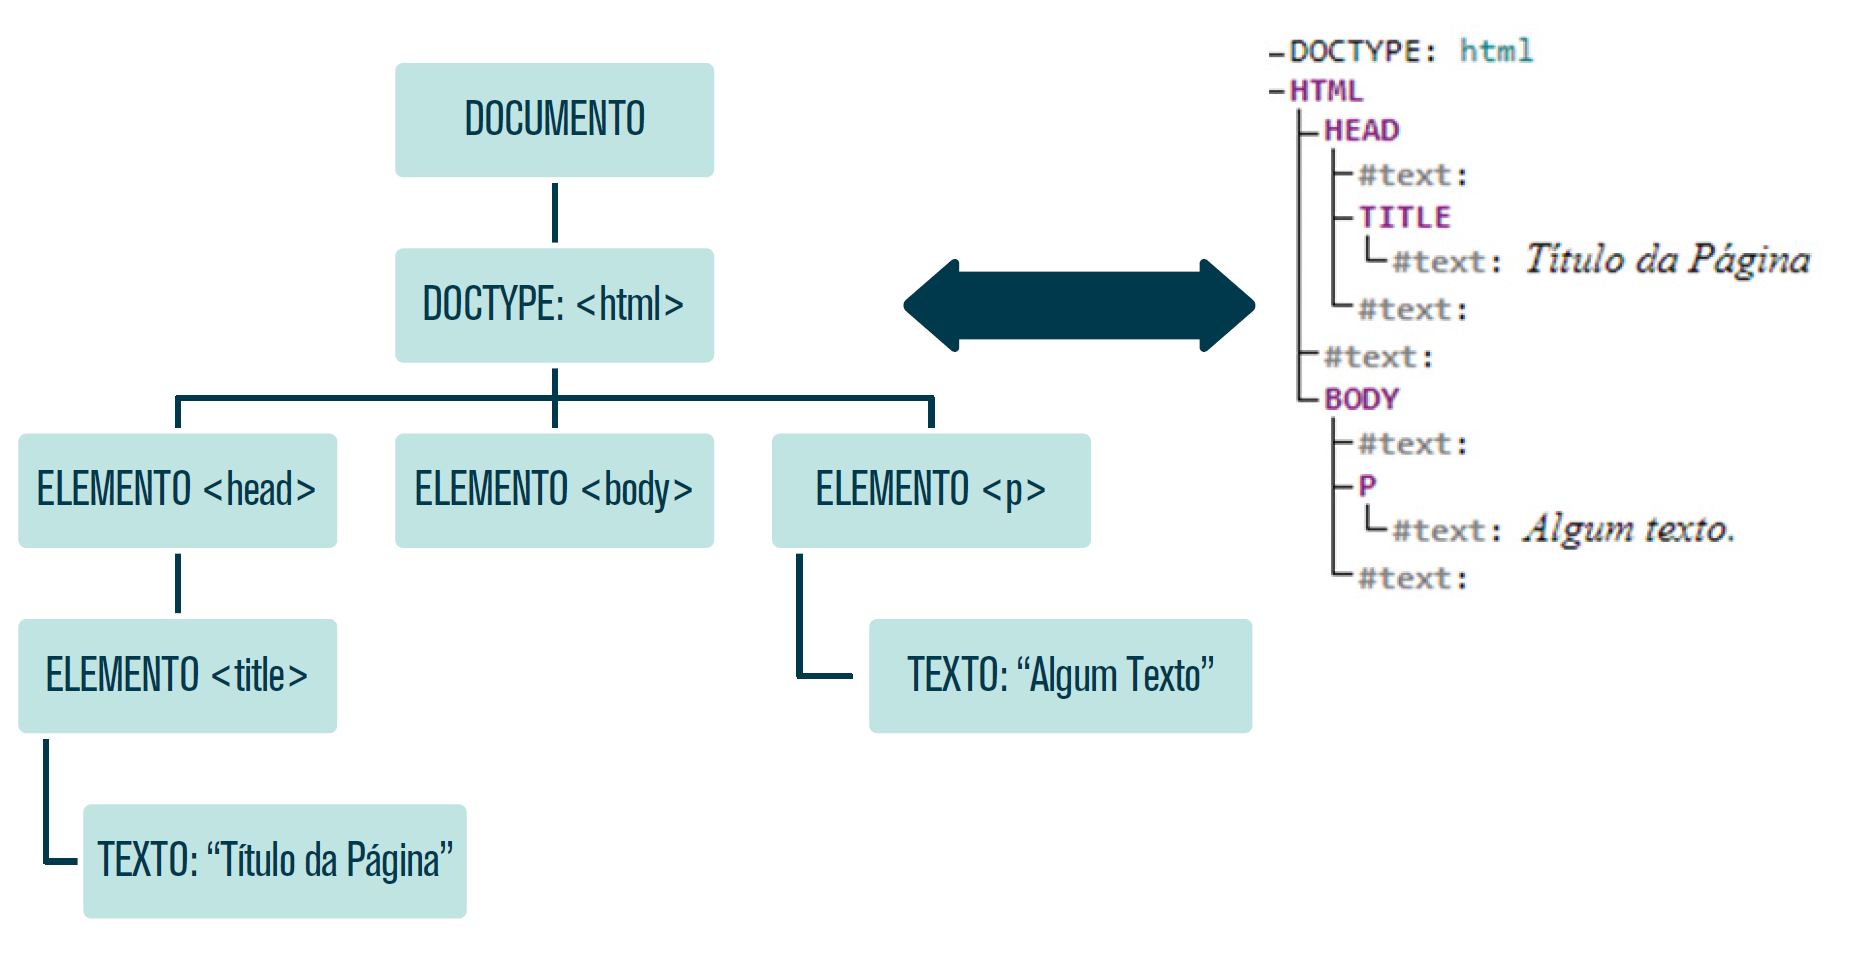 DOCUMENTO
DOCTYPE: <html>
ELEMENTO <head>
ELEMENTO <body>
ELEMENTO <p>
ELEMENTO <title>
TEXTO: “Algum Texto”
TEXTO: “Título da Página”
DOCTYPE: html
HTML
HEAD
#text:
TITLE
#text: Título da Página
#text:
#text:
BODY
#text:
P
#text: Algum texto.
#text: